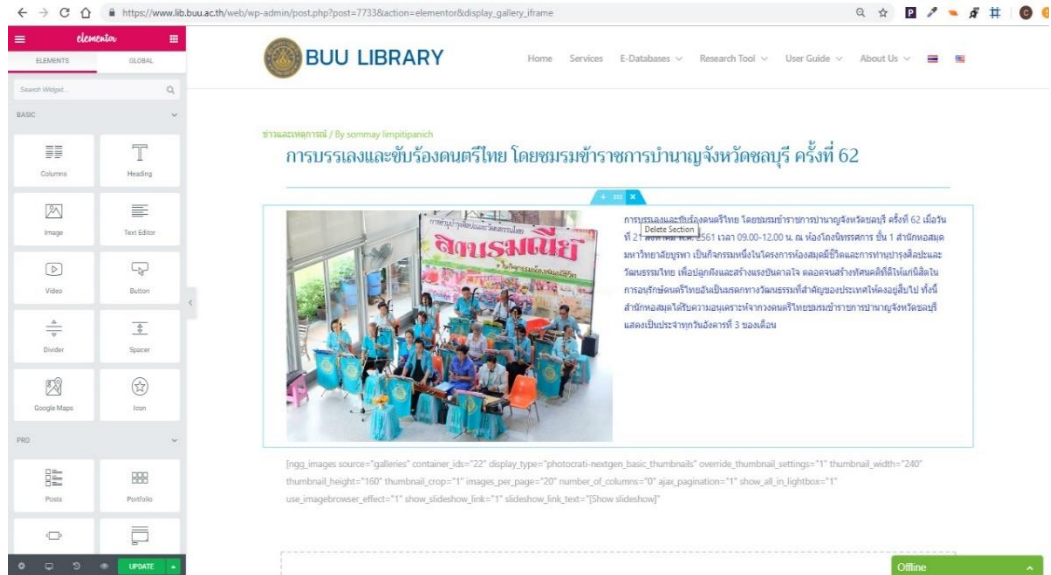 https://www.lib.buu.ac.th/web/wp-admin/post.php?post=7733&action=elementor&display_gallery_iframe
elementor
ELEMENTS GLOBAL
Search Widget...
BASIC
Columns Heading
Image Text Editor
Video Button
Divider Spacer
Google Maps Icon
PRO
Posts Portfolio
UPDATE
BUU LIBRARY
Home Services E-Databases Research Tool User Guide About Us
ข่าวและเหตุการณ์ / By sommay limpitipanich
การบรรเลงและขับร้องดนตรีไทย โดยชมรมข้าราชการบำนาญจังหวัดชลบุรี ครั้งที่ 62
การบรรเลงและขับร้องดนตรีไทย โดยชมรมข้าราชการบำนาญจังหวัดชลบุรี ครั้งที่ 62 เมื่อวัน
Delete Section
ที่ 21 สิงหาคม พ.ศ. 2561 เวลา 09.00-12.00 น. ณ ห้องโถงนิทรรศการ ชั้น 1 สำนักหอสมุด
มหาวิทยาลัยบูรพา เป็นกิจกรรมหนึ่งในโครงการห้องสมุดมีชีวิตและการทำนุบำรุงศิลปะและ
วัฒนธรรมไทย เพื่อปลูกฝังและสร้างแรงบันดาลใจ ตลอดจนสร้างทัศนคติที่ดีให้แก่นิสิตใน
การอนุรักษ์ดนตรีไทยอันเป็นมรดกทางวัฒนธรรมที่สำคัญของประเทศให้คงอยู่สืบไป ทั้งนี้
สำนักหอสมุดได้รับความอนุเคราะห์จากวงดนตรีไทยชมรมข้าราชการบำนาญจังหวัดชลบุรี
แสดงเป็นประจำทุกวันอังคารที่ 3 ของเดือน
[ngg_images source="galleries" container_ids="22" display_type="photocrati-nextgen_basic_thumbnails" override_thumbnail_settings="1" thumbnail_width="240"
thumbnail_height="160" thumbnail_crop="1" images_per_page="20" number_of_columns="0" ajax_pagination="1" show_all_in_lightbox="1"
use_imagebrowser_effect="1" show_slideshow_link="1" slideshow_link_text="[Show slideshow]"
Offline